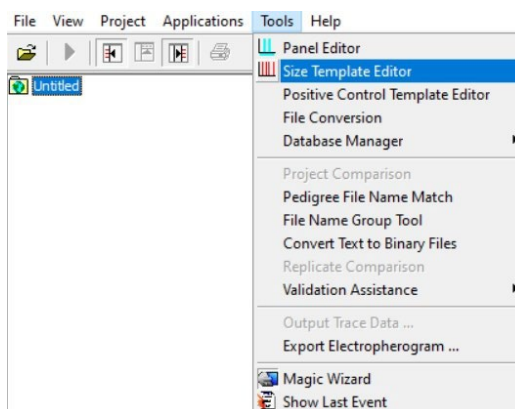 File View Project Applications Tools Help
Untitled
Panel Editor
Size Template Editor
Positive Control Template Editor
File Conversion
Database Manager
Project Comparison
Pedigree File Name Match
File Name Group Tool
Convert Text to Binary Files
Replicate Comparison
Validation Assistance
Output Trace Data ...
Export Electropherogram ...
Magic Wizard
Show Last Event